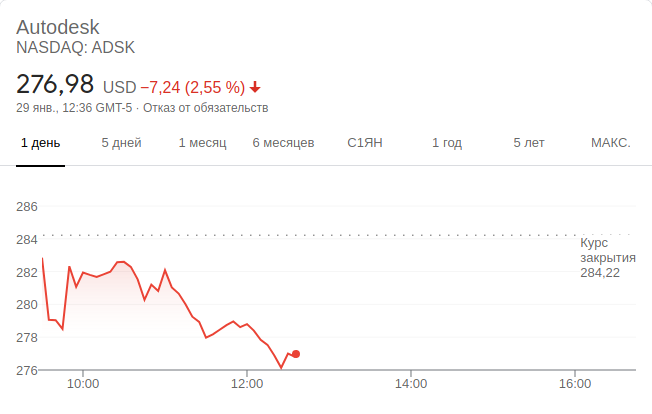 Autodesk
NASDAQ: ADSK
276,98 USD −7,24 (2,55 %)
29 янв., 12:36 GMT-5 · Отказ от обязательств
1 день 5 дней 1 месяц 6 месяцев С1ЯН 1 год 5 лет МАКС.
286
284
Курс
закрытия
284,22
282
280
278
276
10:00 12:00 14:00 16:00